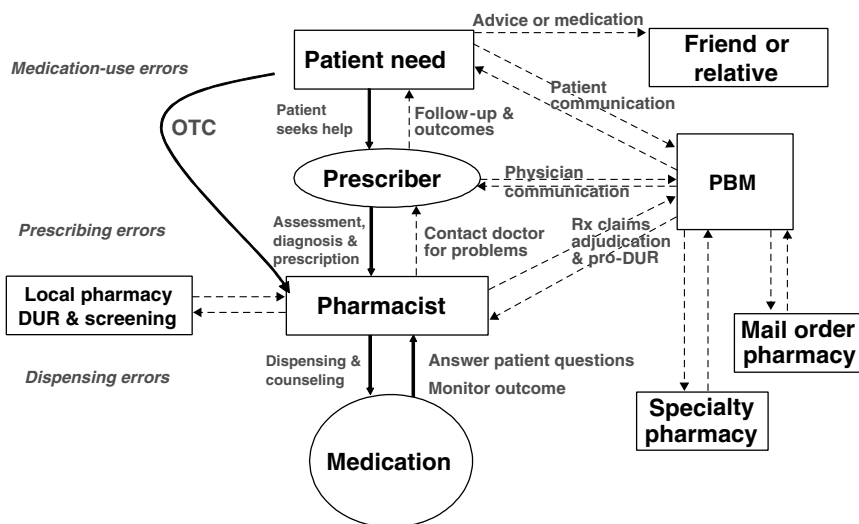 Advice or medication
Patient need
Friend or
relative
Medication-use errors
OTC
Patient
seeks help
Follow-up &
outcomes
Patient
communication
Prescriber
Physician
communication
PBM
Prescribing errors
Assessment,
diagnosis &
prescription
Contact doctor
for problems
Rx claims
adjudication
& pro-DUR
Local pharmacy
DUR & screening
Pharmacist
Mail order
pharmacy
Dispensing errors
Dispensing &
counseling
Answer patient questions
Monitor outcome
Specialty
pharmacy
Medication